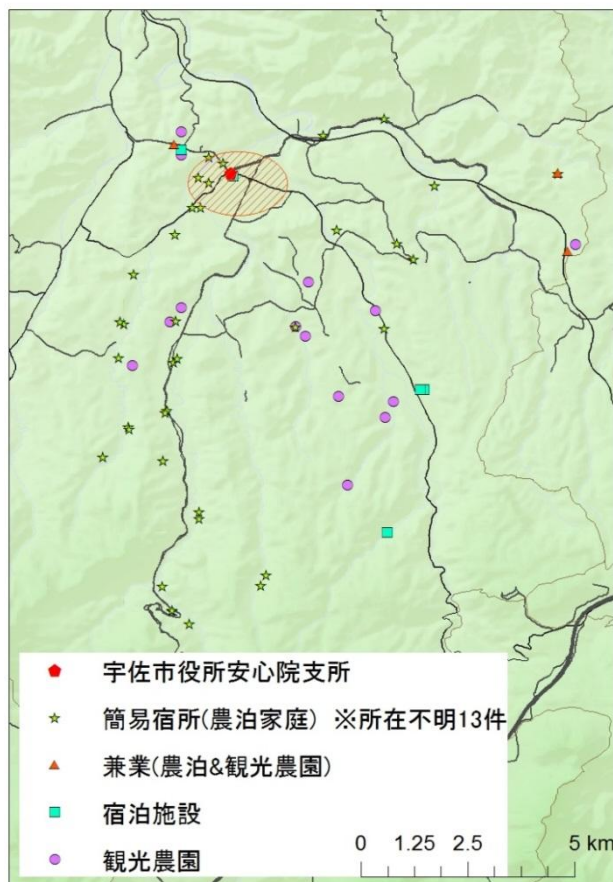 宇佐市役所安心院支所
簡易宿所(農泊家庭) ※所在不明13件
兼業(農泊&観光農園)
宿泊施設
観光農園
0 1.25 2.5 5 km